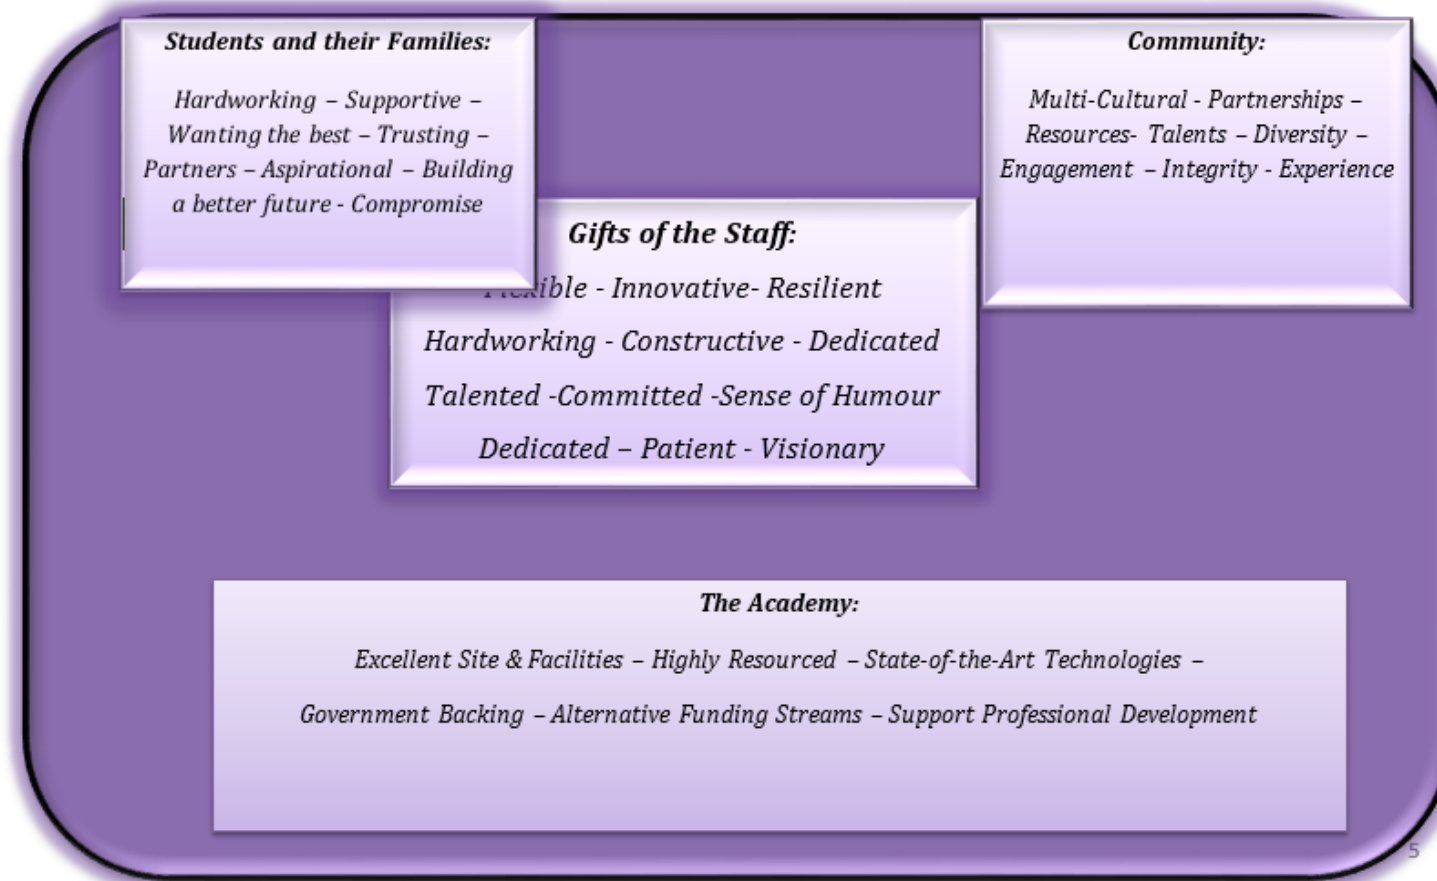 Students and their Families:
Hardworking – Supportive –
Wanting the best – Trusting –
Partners – Aspirational – Building
a better future - Compromise
Community:
Multi-Cultural - Partnerships –
Resources- Talents – Diversity –
Engagement – Integrity - Experience
Gifts of the Staff:
Flexible - Innovative- Resilient
Hardworking - Constructive - Dedicated
Talented -Committed -Sense of Humour
Dedicated – Patient - Visionary
The Academy:
Excellent Site & Facilities – Highly Resourced – State-of-the-Art Technologies –
Government Backing – Alternative Funding Streams – Support Professional Development
5